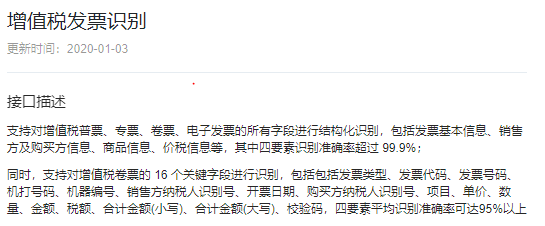 增值税发票识别
更新时间：2020-01-03
接口描述
支持对增值税普票、专票、卷票、电子发票的所有字段进行结构化识别，包括发票基本信息、销售
方及购买方信息、商品信息、价税信息等，其中四要素识别准确率超过 99.9%；
同时，支持对增值税卷票的 16 个关键字段进行识别，包括包括发票类型、发票代码、发票号码、
机打号码、机器编号、销售方纳税人识别号、开票日期、购买方纳税人识别号、项目、单价、数
量、金额、税额、合计金额(小写)、合计金额(大写)、校验码，四要素平均识别准确率可达95%以上